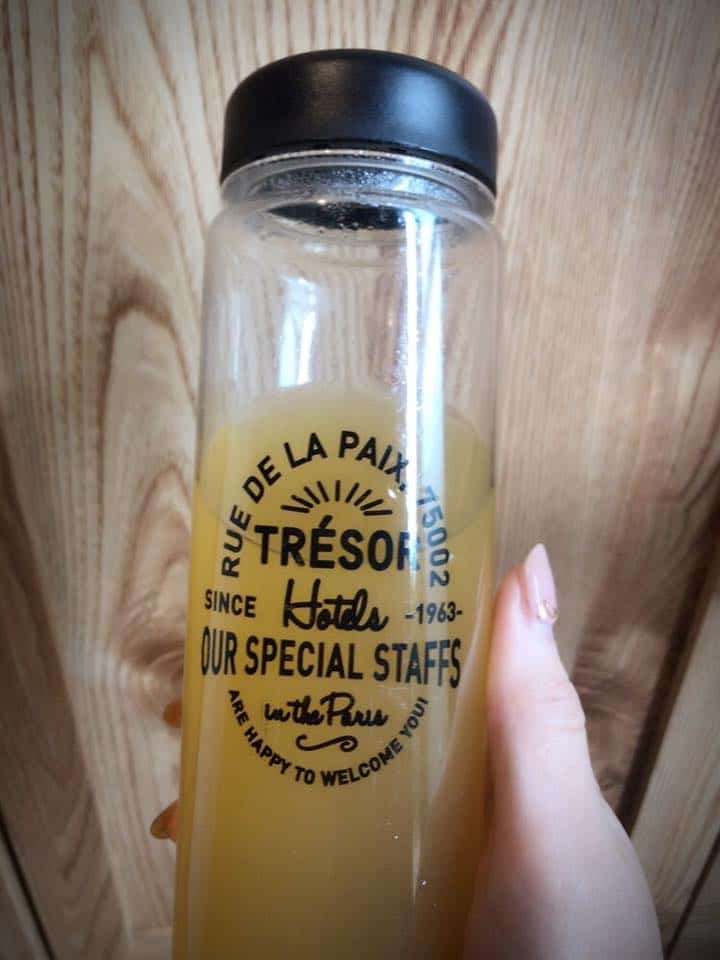 RUE DE LA PAIX, 75002
TRÉSOR
SINCE Hotels -1963-
OUR SPECIAL STAFFS
in the Paris
ARE HAPPY TO WELCOME YOU!